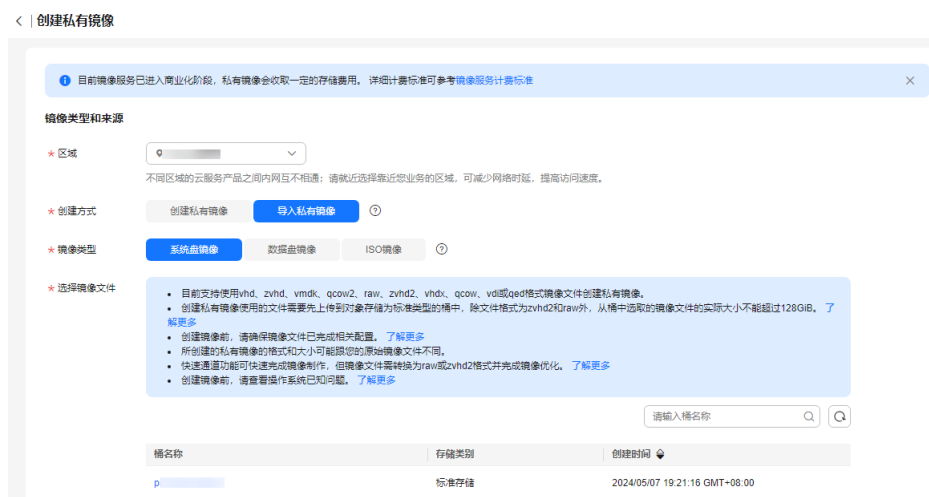 创建私有镜像
目前镜像服务已进入商业化阶段，私有镜像会收取一定的存储费用。 详细计费标准可参考镜像服务计费标准
镜像类型和来源
* 区域
不同区域的云服务产品之间内网互不相通；请就近选择靠近您业务的区域，可减少网络时延，提高访问速度。
* 创建方式 创建私有镜像 导入私有镜像
* 镜像类型 系统盘镜像 数据盘镜像 ISO镜像
* 选择镜像文件
• 目前支持使用vhd、zvhd、vmdk、qcow2、raw、zvhd2、vhdx、qcow、vdi或qed格式镜像文件创建私有镜像。
• 创建私有镜像使用的文件需要先上传到对象存储为标准类型的桶中，除文件格式为zvhd2和raw外，从桶中选取的镜像文件的实际大小不能超过128GiB。 了
解更多
• 创建镜像前，请确保镜像文件已完成相关配置。 了解更多
• 所创建的私有镜像的格式和大小可能跟您的原始镜像文件不同。
• 快速通道功能可快速完成镜像制作，但镜像文件需转换为raw或zvhd2格式并完成镜像优化。 了解更多
• 创建镜像前，请查看操作系统已知问题。 了解更多
请输入桶名称
桶名称 存储类别 创建时间
p 标准存储 2024/05/07 19:21:16 GMT+08:00